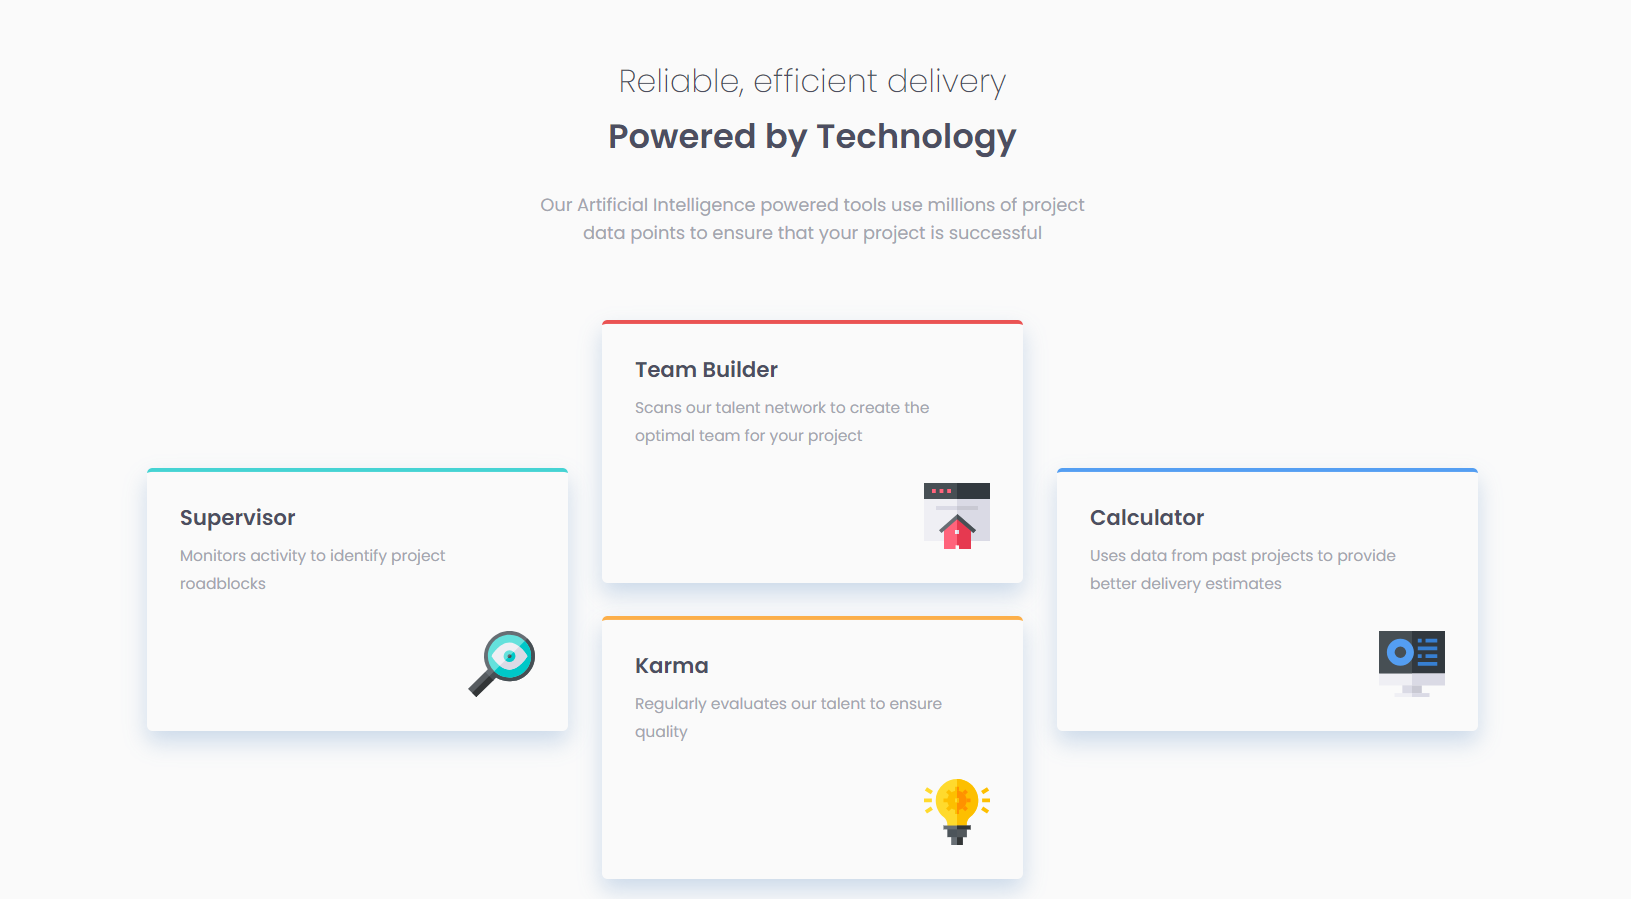 Reliable, efficient delivery
Powered by Technology
Our Artificial Intelligence powered tools use millions of project
data points to ensure that your project is successful
Team Builder
Scans our talent network to create the
optimal team for your project
Supervisor
Monitors activity to identify project
roadblocks
Calculator
Uses data from past projects to provide
better delivery estimates
Karma
Regularly evaluates our talent to ensure
quality